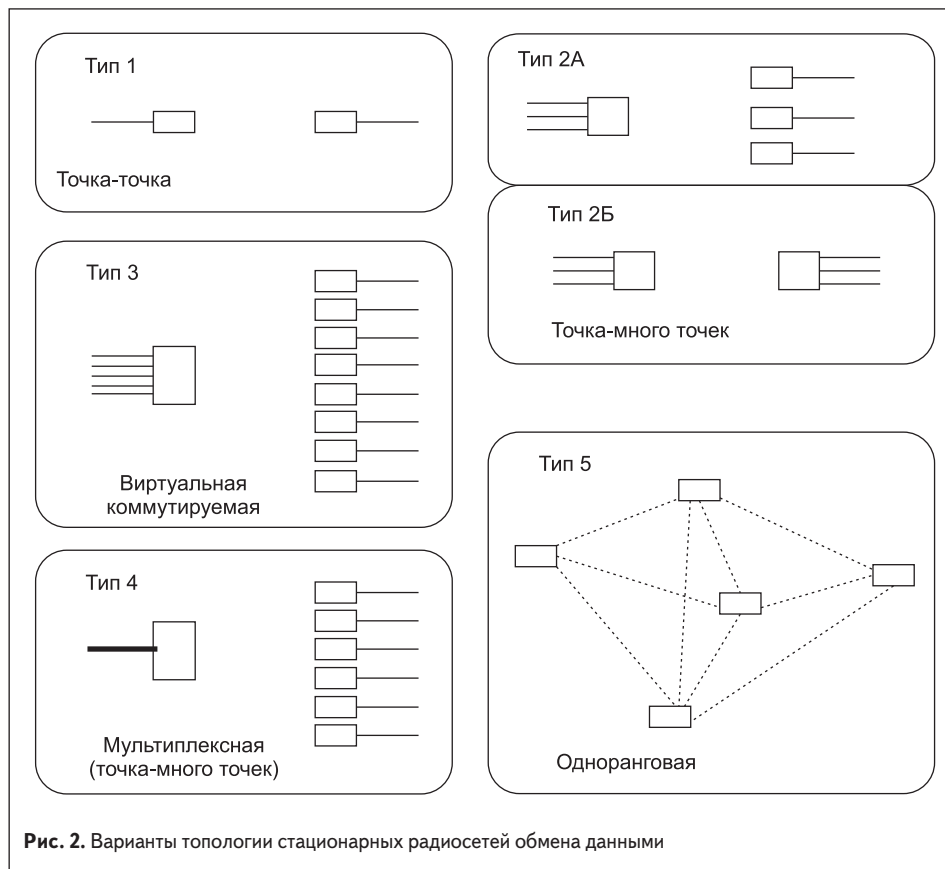 Тип 1
Точка-точка
Тип 2А
Тип 2Б
Точка-много точек
Тип 3
Виртуальная
коммутируемая
Тип 4
Мультиплексная
(точка-много точек)
Тип 5
Одноранговая
Рис. 2. Варианты топологии стационарных радиосетей обмена данными